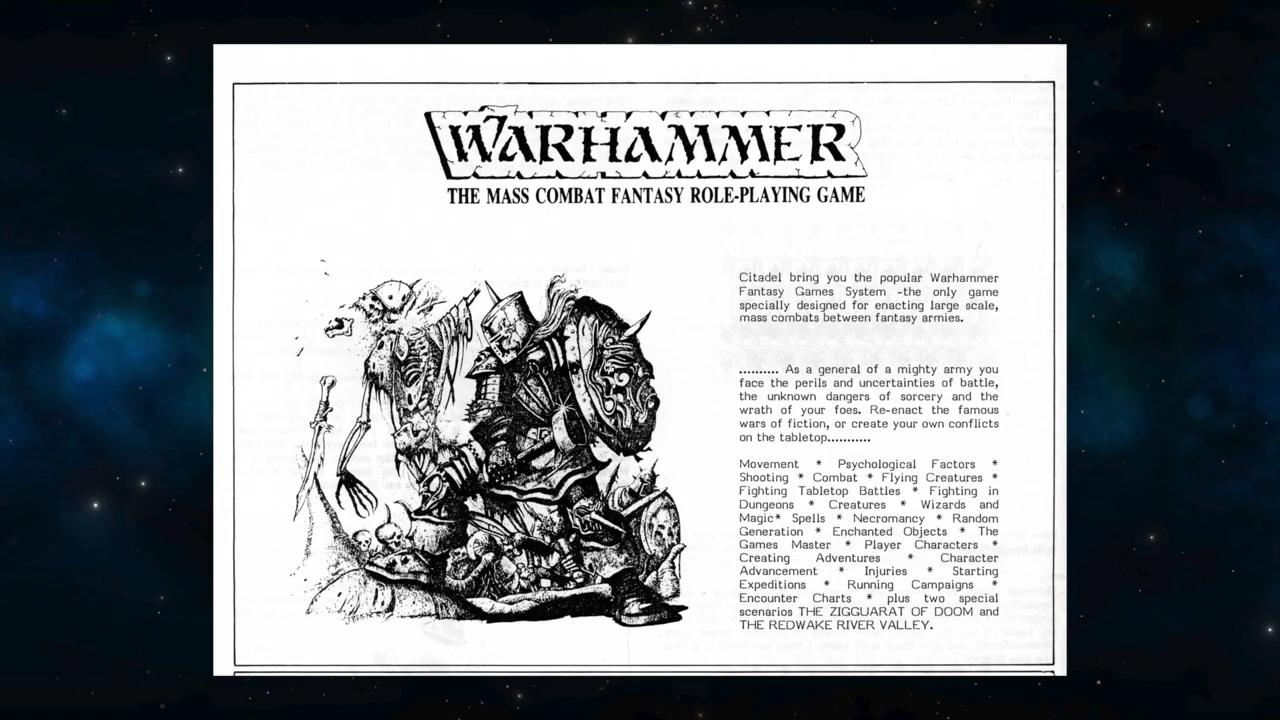 WARHAMMER
THE MASS COMBAT FANTASY ROLE-PLAYING GAME
Citadel bring you the popular Warhammer
Fantasy Games System -the only game
specially designed for enacting large scale,
mass combats between fantasy armies.
.......... As a general of a mighty army you
face the perils and uncertainties of battle,
the unknown dangers of sorcery and the
wrath of your foes. Re-enact the famous
wars of fiction, or create your own conflicts
on the tabletop...........
Movement * Psychological Factors *
Shooting * Combat * Flying Creatures *
Fighting Tabletop Battles * Fighting in
Dungeons * Creatures * Wizards and
Magic* Spells * Necromancy * Random
Generation * Enchanted Objects * The
Games Master * Player Characters *
Creating Adventures * Character
Advancement * Injuries * Starting
Expeditions * Running Campaigns *
Encounter Charts * plus two special
scenarios THE ZIGGUARAT OF DOOM and
THE REDWAKE RIVER VALLEY.